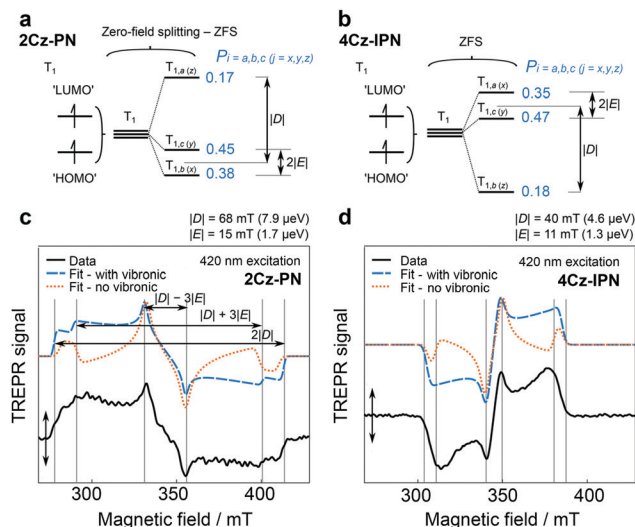 a
Zero-field splitting – ZFS
2Cz-PN
P i = a,b,c (j = x,y,z)
T1
T1,a (z)
0.17
'LUMO'
T1
|D|
T1,c (y)
0.45
2|E|
'HOMO'
T1,b (x)
0.38
b
ZFS
4Cz-IPN
P i = a,b,c (j = x,y,z)
T1
T1,a (x)
0.35
'LUMO'
T1
T1,c (y)
0.47
2|E|
|D|
'HOMO'
T1,b (z)
0.18
c
|D| = 68 mT (7.9 µeV)
|E| = 15 mT (1.7 µeV)
Data
420 nm excitation
Fit - with vibronic
2Cz-PN
Fit - no vibronic
|D| – 3|E|
|D| + 3|E|
2|D|
TREPR signal
300
350
400
Magnetic field / mT
d
|D| = 40 mT (4.6 µeV)
|E| = 11 mT (1.3 µeV)
Data
420 nm excitation
Fit - with vibronic
4Cz-IPN
Fit - no vibronic
TREPR signal
300
350
400
Magnetic field / mT